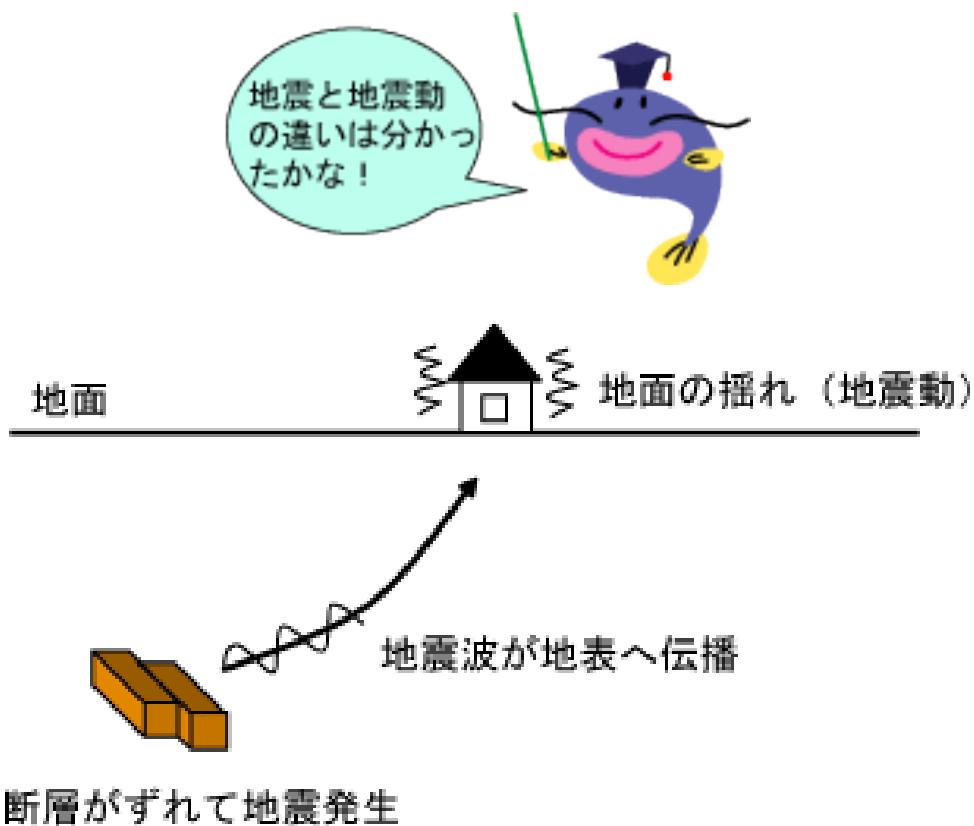 地震と地震動
の違いは分かっ
たかな！
地面
地面の揺れ（地震動）
地震波が地表へ伝播
断層がずれて地震発生